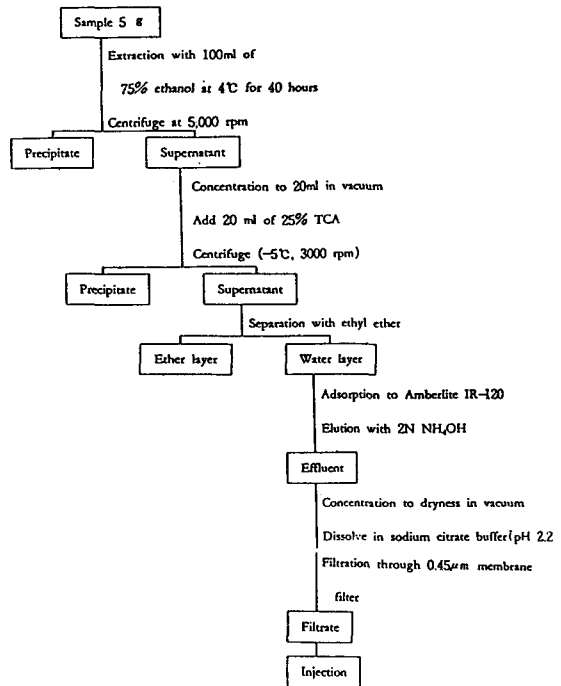 Sample 5 g
Extraction with 100ml of
75% ethanol at 4℃ for 40 hours
Centrifuge at 5,000 rpm
Precipitate
Supernatant
Concentration to 20ml in vacuum
Add 20 ml of 25% TCA
Centrifuge (-5℃, 3000 rpm)
Precipitate
Supernatant
Separation with ethyl ether
Ether layer
Water layer
Adsorption to Amberlite IR-120
Elution with 2N NH₄OH
Effluent
Concentration to dryness in vacuum
Dissolve in sodium citrate buffer(pH 2.2
Filtration through 0.45μm membrane
filter
Filtrate
Injection